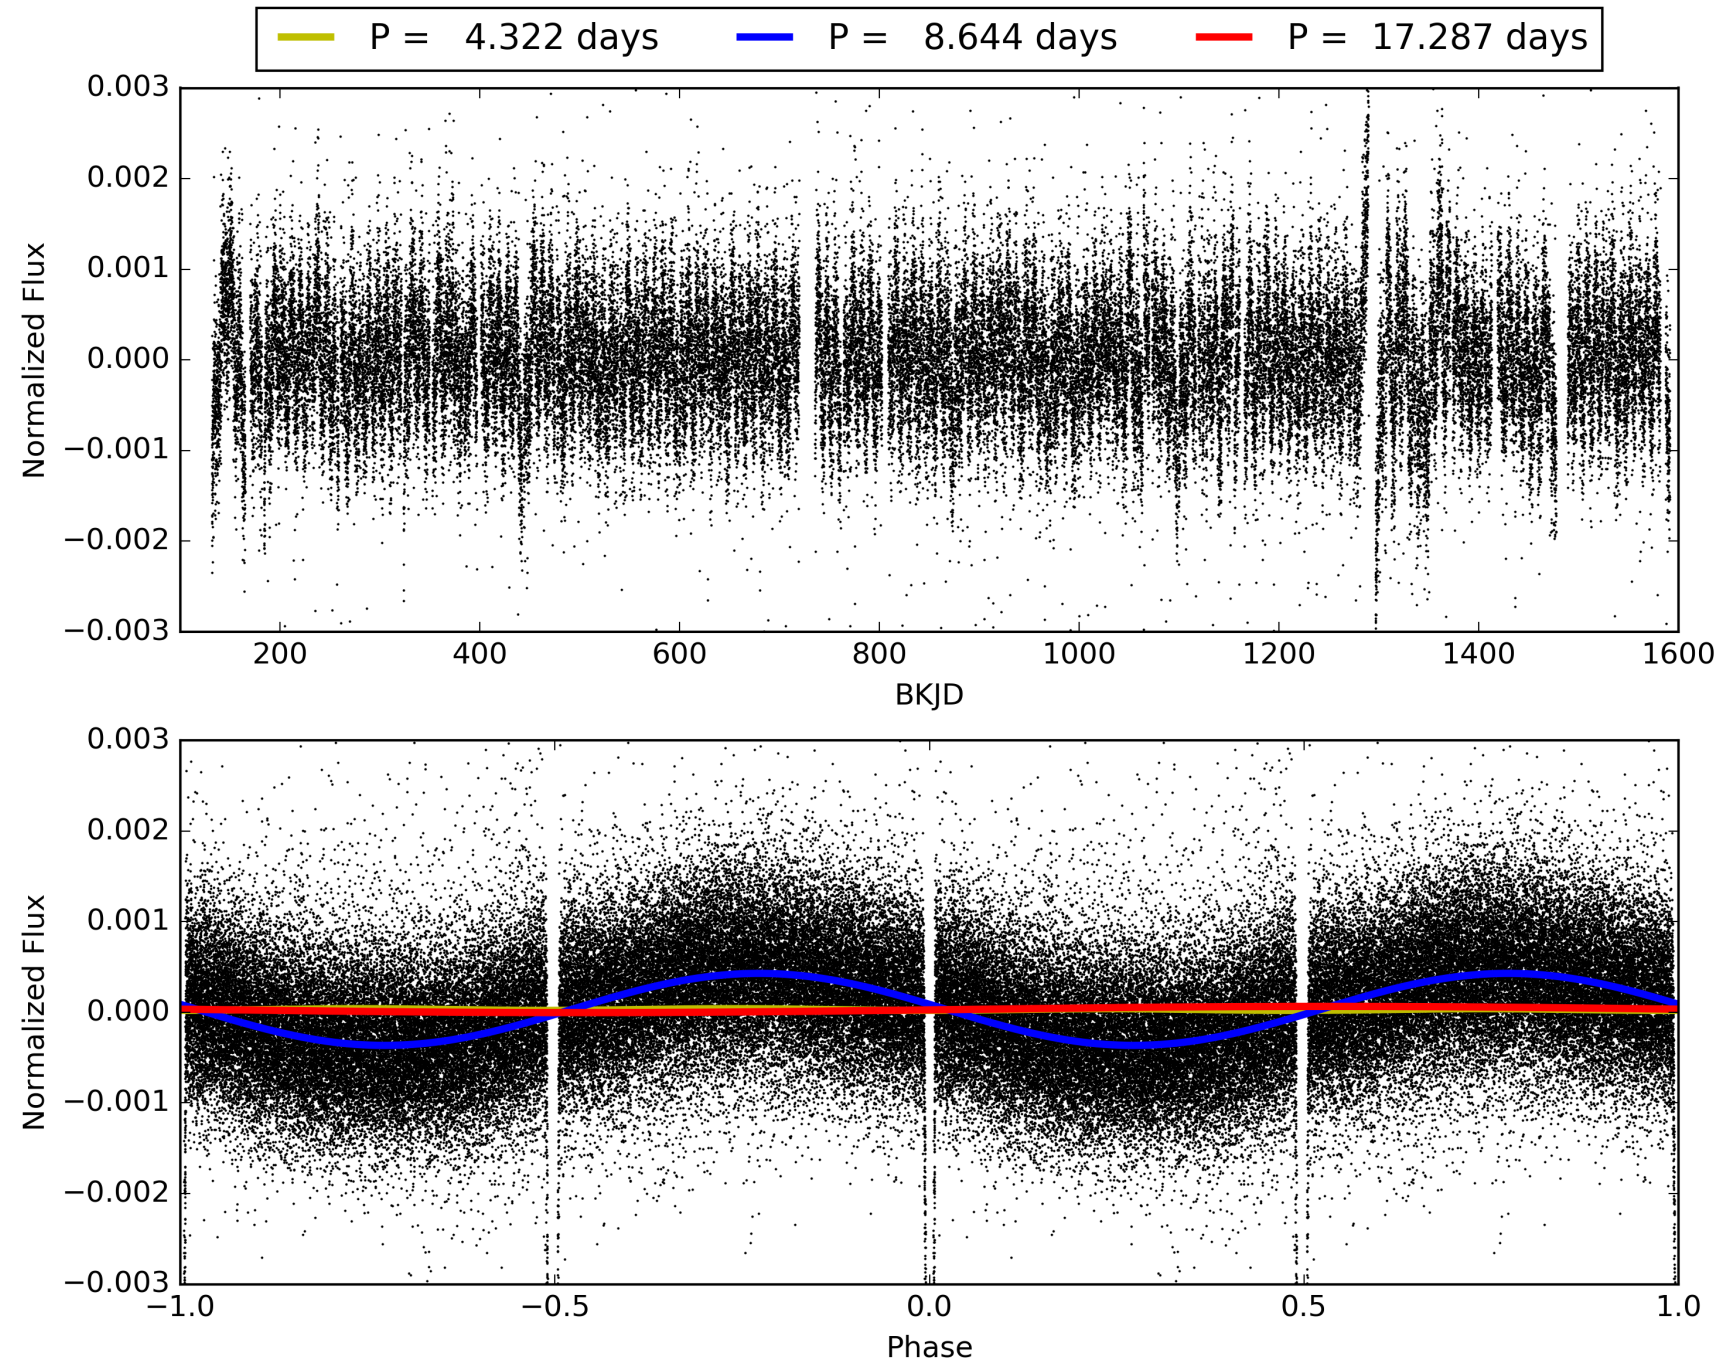 P = 4.322 days P = 8.644 days P = 17.287 days
0.003
0.002
0.001
0.000
−0.001
−0.002
−0.003
Normalized Flux
200 400 600 800 1000 1200 1400 1600
BKJD
0.003
0.002
0.001
0.000
−0.001
−0.002
−0.003
Normalized Flux
−1.0 −0.5 0.0 0.5 1.0
Phase